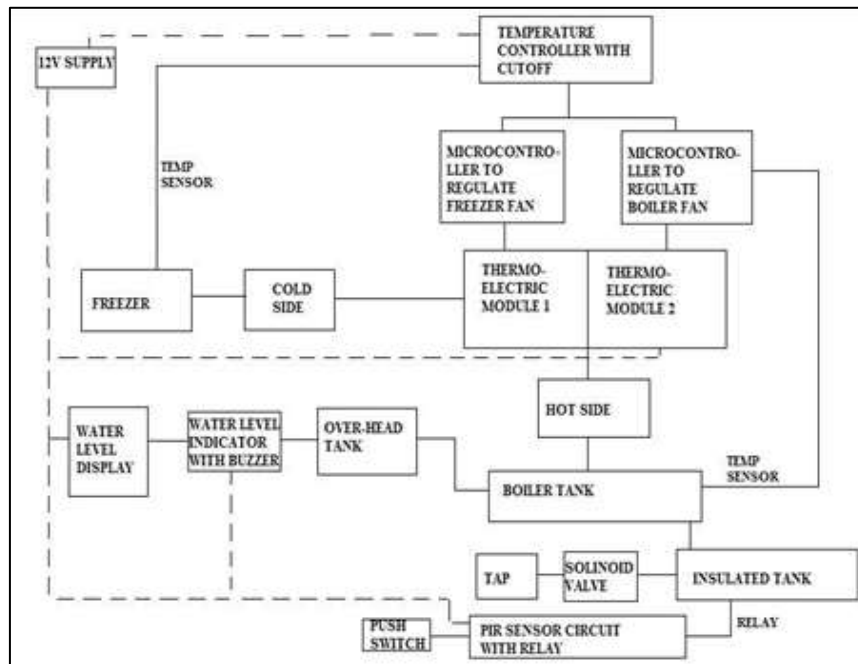 TEMPERATURE
CONTROLLER WITH
CUTOFF
12V SUPPLY
TEMP
SENSOR
MICROCONTRO-
LLER TO
REGULATE
FREEZER FAN
MICROCONTRO-
LLER TO
REGULATE
BOILER FAN
FREEZER
COLD
SIDE
THERMO-
ELECTRIC
MODULE 1
THERMO-
ELECTRIC
MODULE 2
HOT SIDE
WATER
LEVEL
DISPLAY
WATER LEVEL
INDICATOR
WITH BUZZER
OVER-HEAD
TANK
BOILER TANK
TEMP
SENSOR
TAP
SOLINOID
VALVE
INSULATED TANK
PUSH
SWITCH
PIR SENSOR CIRCUIT
WITH RELAY
RELAY